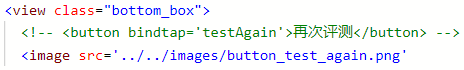 <view class="bottom_box">
<!-- <button bindtap='testAgain'>再次评测</button> -->
<image src='../../images/button_test_again.png'